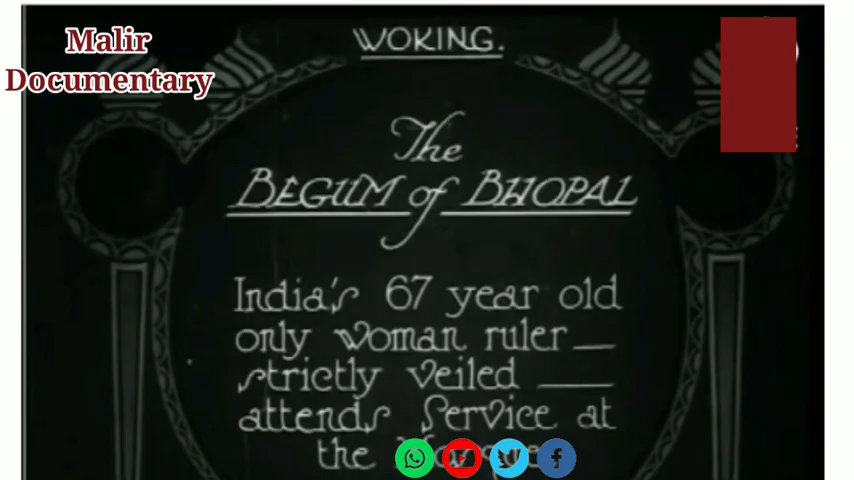 Malir
Documentary
WOKING.
The
BEGUM of BHOPAL
India's 67 year old
only woman ruler —
strictly veiled —
attends Service at
the